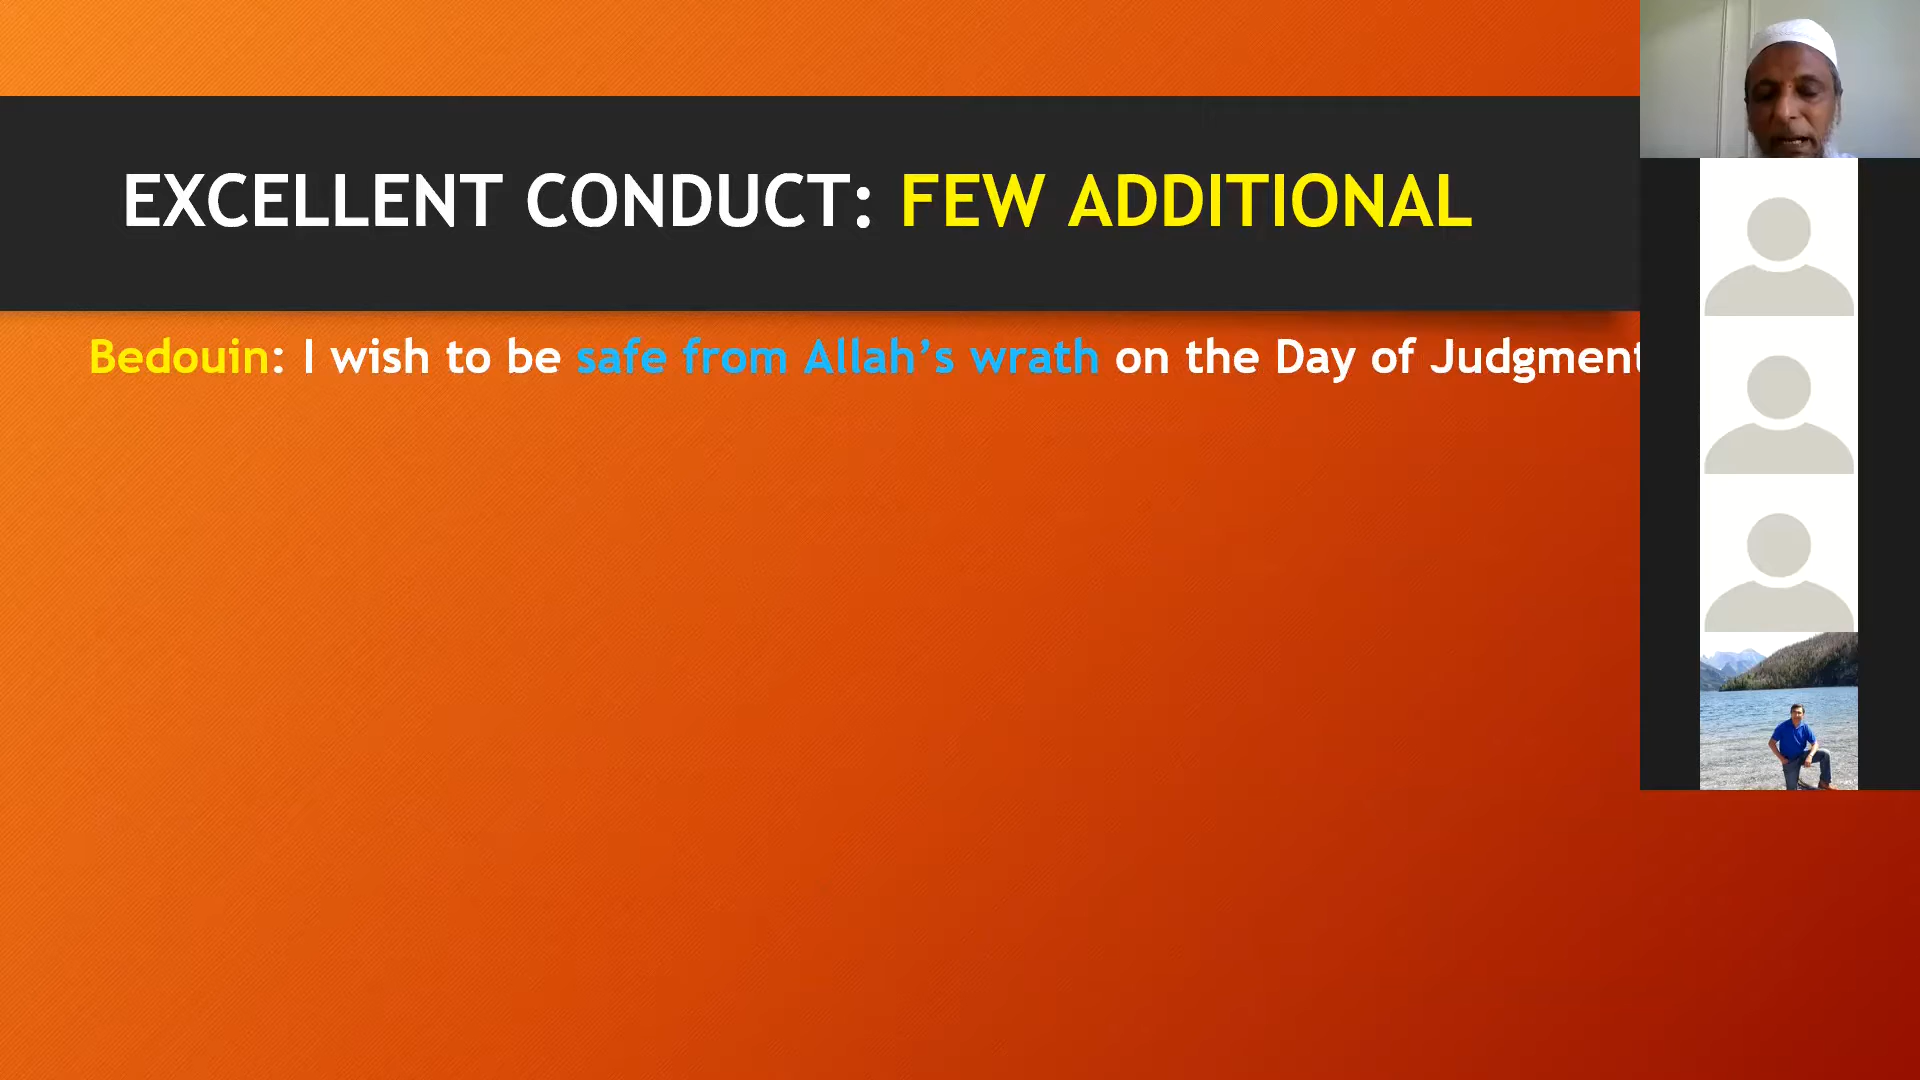 EXCELLENT CONDUCT: FEW ADDITIONAL
Bedouin: I wish to be safe from Allah’s wrath on the Day of Judgment